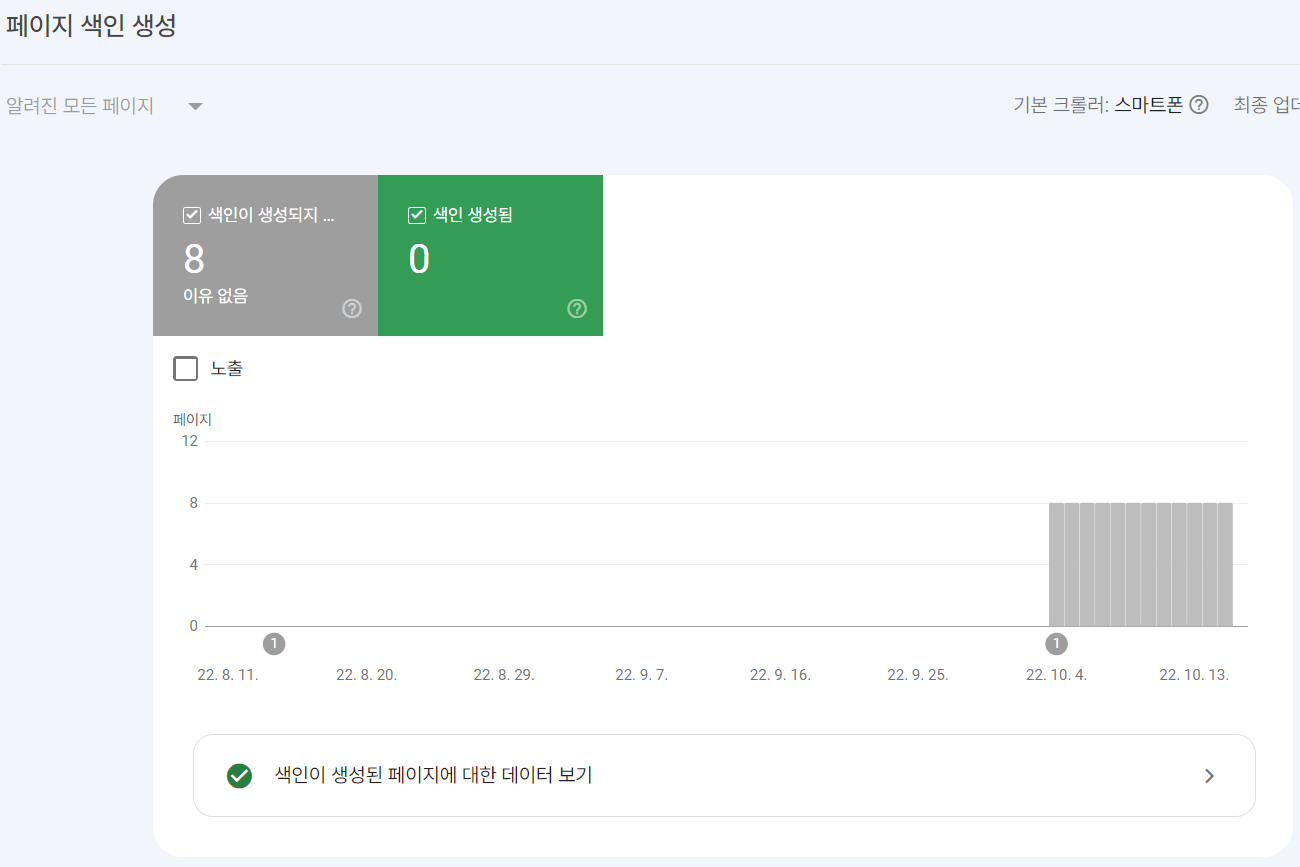 페이지 색인 생성
알려진 모든 페이지
기본 크롤러: 스마트폰
최종 업데
색인이 생성되지 ...
8
이유 없음
색인 생성됨
0
노출
페이지
12
8
4
0
1
1
22. 8. 11. 22. 8. 20. 22. 8. 29. 22. 9. 7. 22. 9. 16. 22. 9. 25. 22. 10. 4. 22. 10. 13.
색인이 생성된 페이지에 대한 데이터 보기